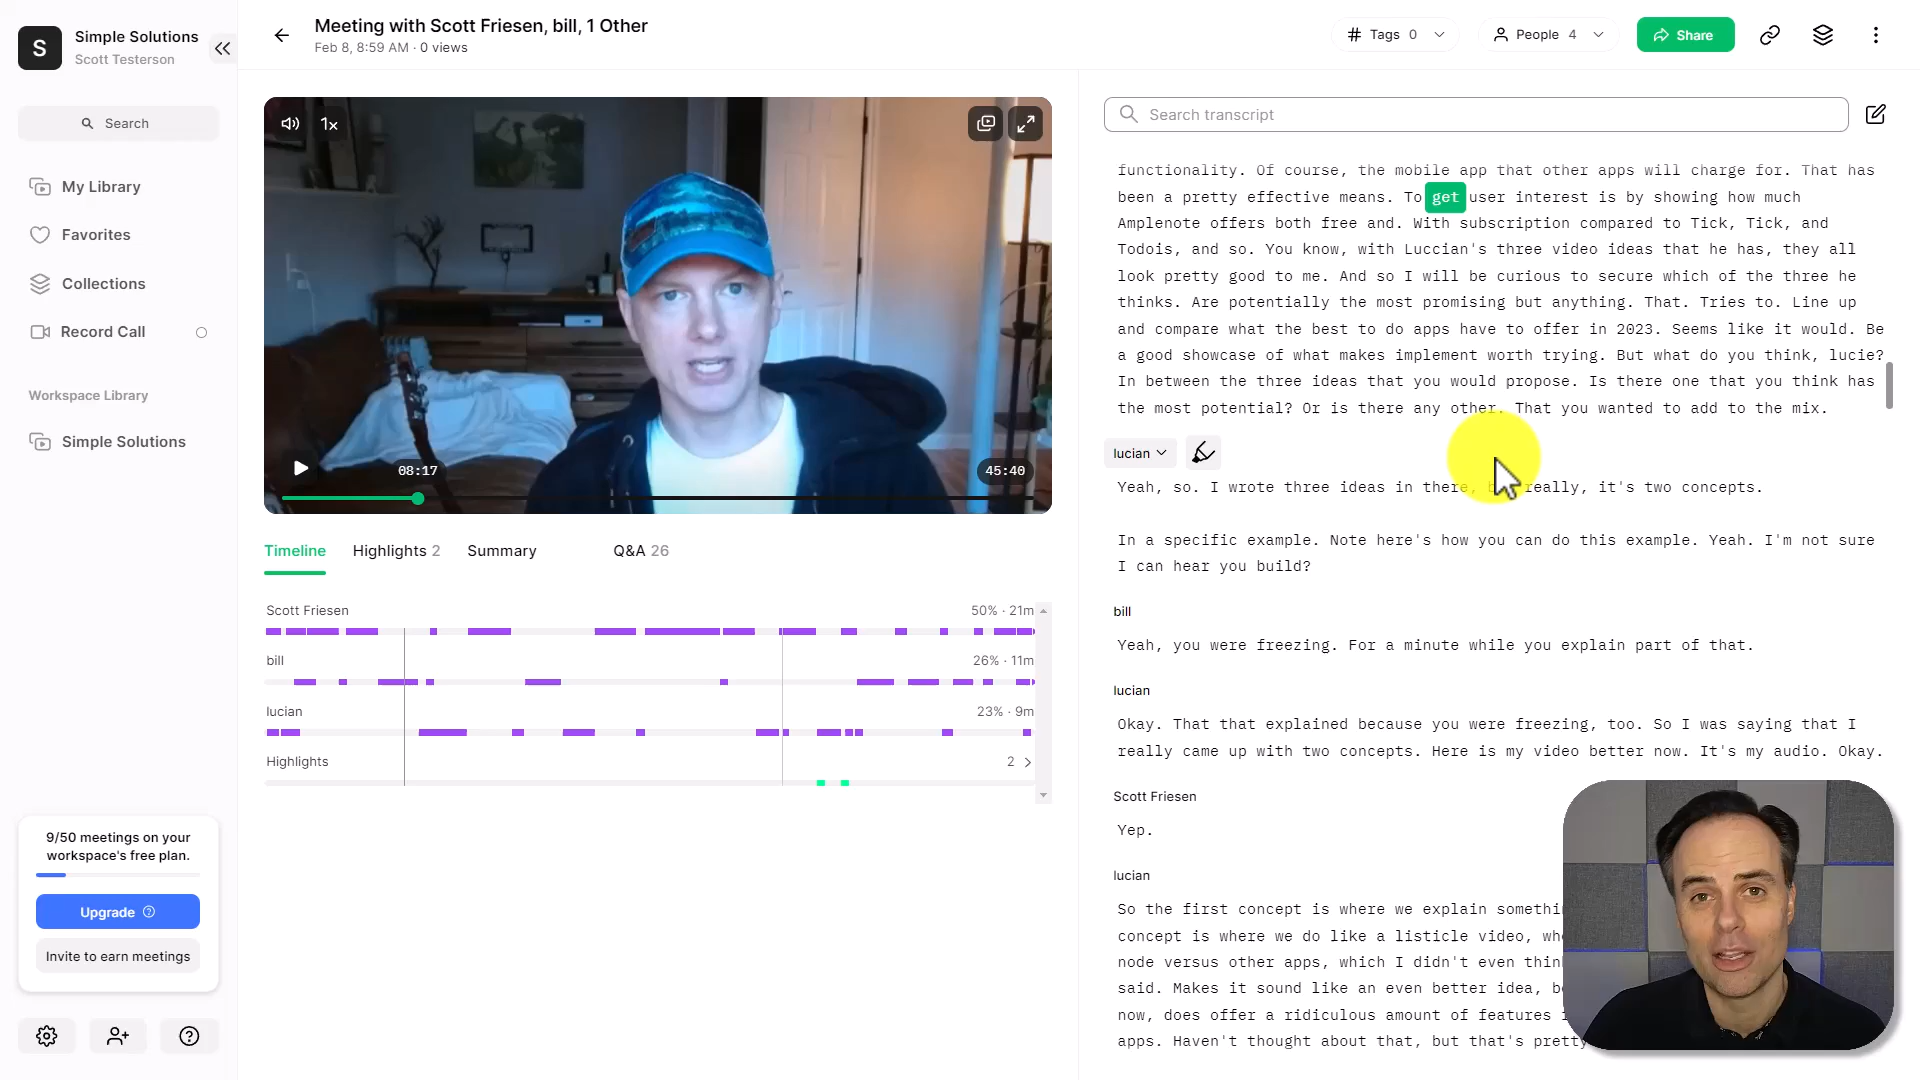 S
Simple Solutions
Scott Testerson
Search
My Library
Favorites
Collections
Record Call
Workspace Library
Simple Solutions
9/50 meetings on your
workspace's free plan.
Upgrade
Invite to earn meetings
Meeting with Scott Friesen, bill, 1 Other
Feb 8, 8:59 AM · 0 views
# Tags 0
People 4
Share
1x
08:17
45:40
Timeline
Highlights 2
Summary
Q&A 26
Scott Friesen
50% · 21m
bill
26% · 11m
lucian
23% · 9m
Highlights
2
Search transcript
functionality. Of course, the mobile app that other apps will charge for. That has
been a pretty effective means. To get user interest is by showing how much
Amplenote offers both free and. With subscription compared to Tick, Tick, and
Todois, and so. You know, with Luccian's three video ideas that he has, they all
look pretty good to me. And so I will be curious to secure which of the three he
thinks. Are potentially the most promising but anything. That. Tries to. Line up
and compare what the best to do apps have to offer in 2023. Seems like it would. Be
a good showcase of what makes implement worth trying. But what do you think, lucie?
In between the three ideas that you would propose. Is there one that you think has
the most potential? Or is there any other. That you wanted to add to the mix.
lucian
Yeah, so. I wrote three ideas in there, really, it's two concepts.
In a specific example. Note here's how you can do this example. Yeah. I'm not sure
I can hear you build?
bill
Yeah, you were freezing. For a minute while you explain part of that.
lucian
Okay. That that explained because you were freezing, too. So I was saying that I
really came up with two concepts. Here is my video better now. It's my audio. Okay.
Scott Friesen
Yep.
lucian
So the first concept is where we explain
concept is where we do like a listicle video,
node versus other apps, which I didn't even
said. Makes it sound like an even better idea,
now, does offer a ridiculous amount of features
apps. Haven't thought about that, but that's pretty